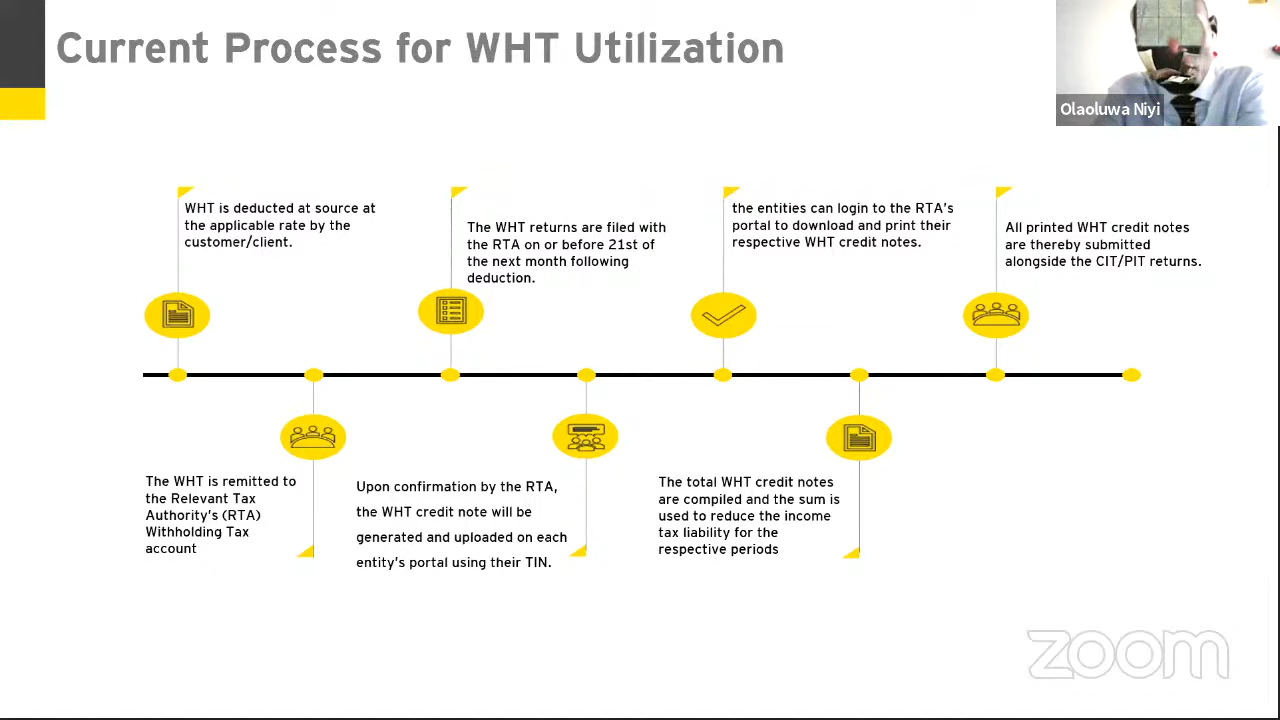 Current Process for WHT Utilization
Olaoluwa Niyi
WHT is deducted at source at
the applicable rate by the
customer/client.
The WHT is remitted to
the Relevant Tax
Authority's (RTA)
Withholding Tax
account
The WHT returns are filed with
the RTA on or before 21st of
the next month following
deduction.
Upon confirmation by the RTA,
the WHT credit note will be
generated and uploaded on each
entity's portal using their TIN.
the entities can login to the RTA's
portal to download and print their
respective WHT credit notes.
The total WHT credit notes
are compiled and the sum is
used to reduce the income
tax liability for the
respective periods
All printed WHT credit notes
are thereby submitted
alongside the CIT/PIT returns.
zoom